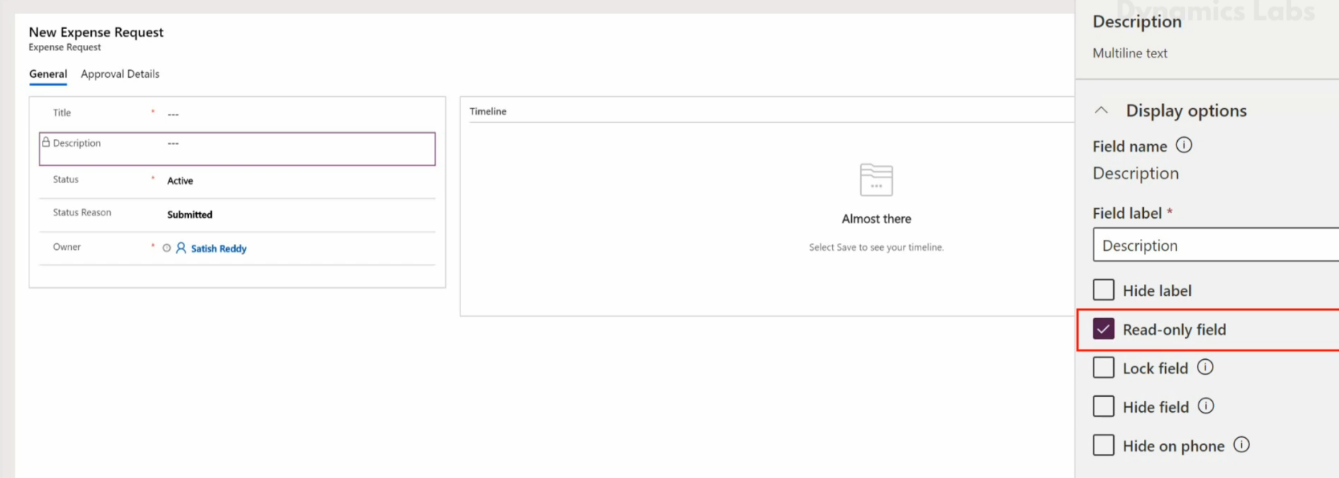 Dynamics Labs
New Expense Request
Expense Request
General Approval Details
Title * ---
Description ---
Status * Active
Status Reason Submitted
Owner * Satish Reddy
Timeline
...
Almost there
Select Save to see your timeline.
Description
Multiline text
Display options
Field name
Description
Field label *
Description
Hide label
Read-only field
Lock field
Hide field
Hide on phone